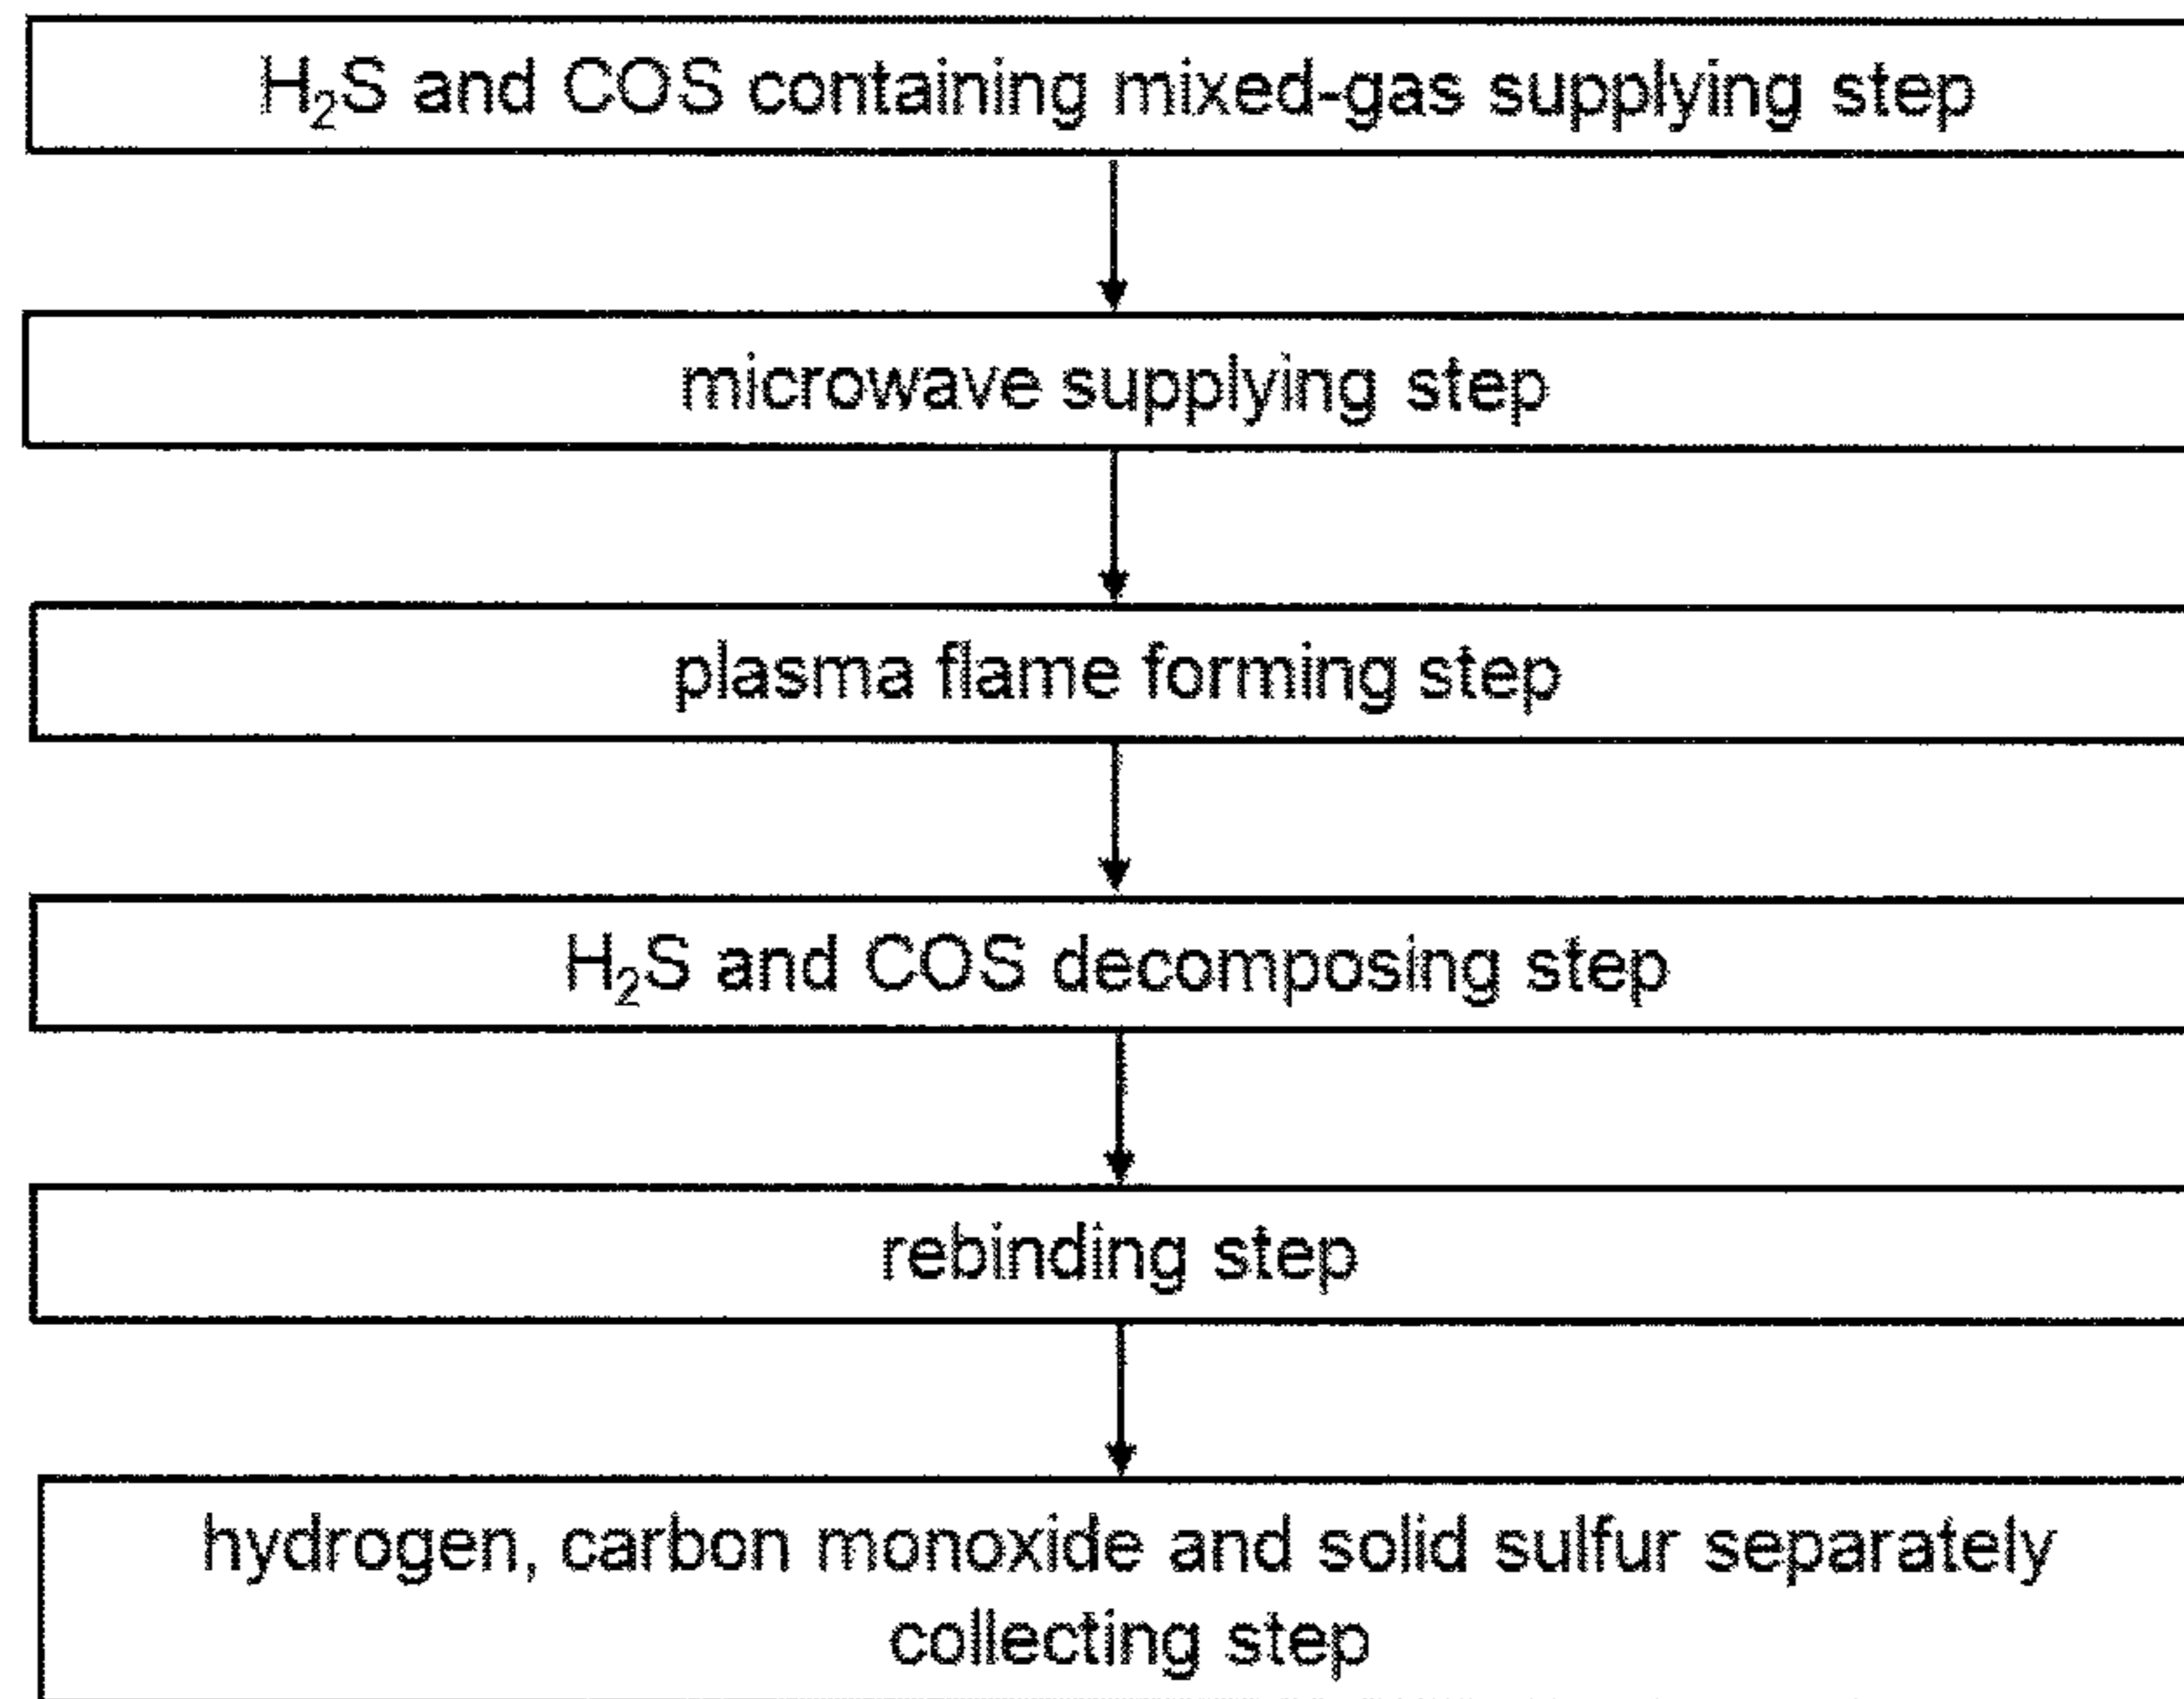 H₂S and COS containing mixed-gas supplying step
microwave supplying step
plasma flame forming step
H₂S and COS decomposing step
rebinding step
hydrogen, carbon monoxide and solid sulfur separately
collecting step